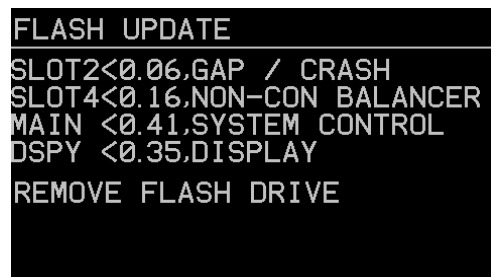 FLASH UPDATE
SLOT2<0.06,GAP / CRASH
SLOT4<0.16,NON-CON BALANCER
MAIN <0.41,SYSTEM CONTROL
DSPY <0.35,DISPLAY
REMOVE FLASH DRIVE